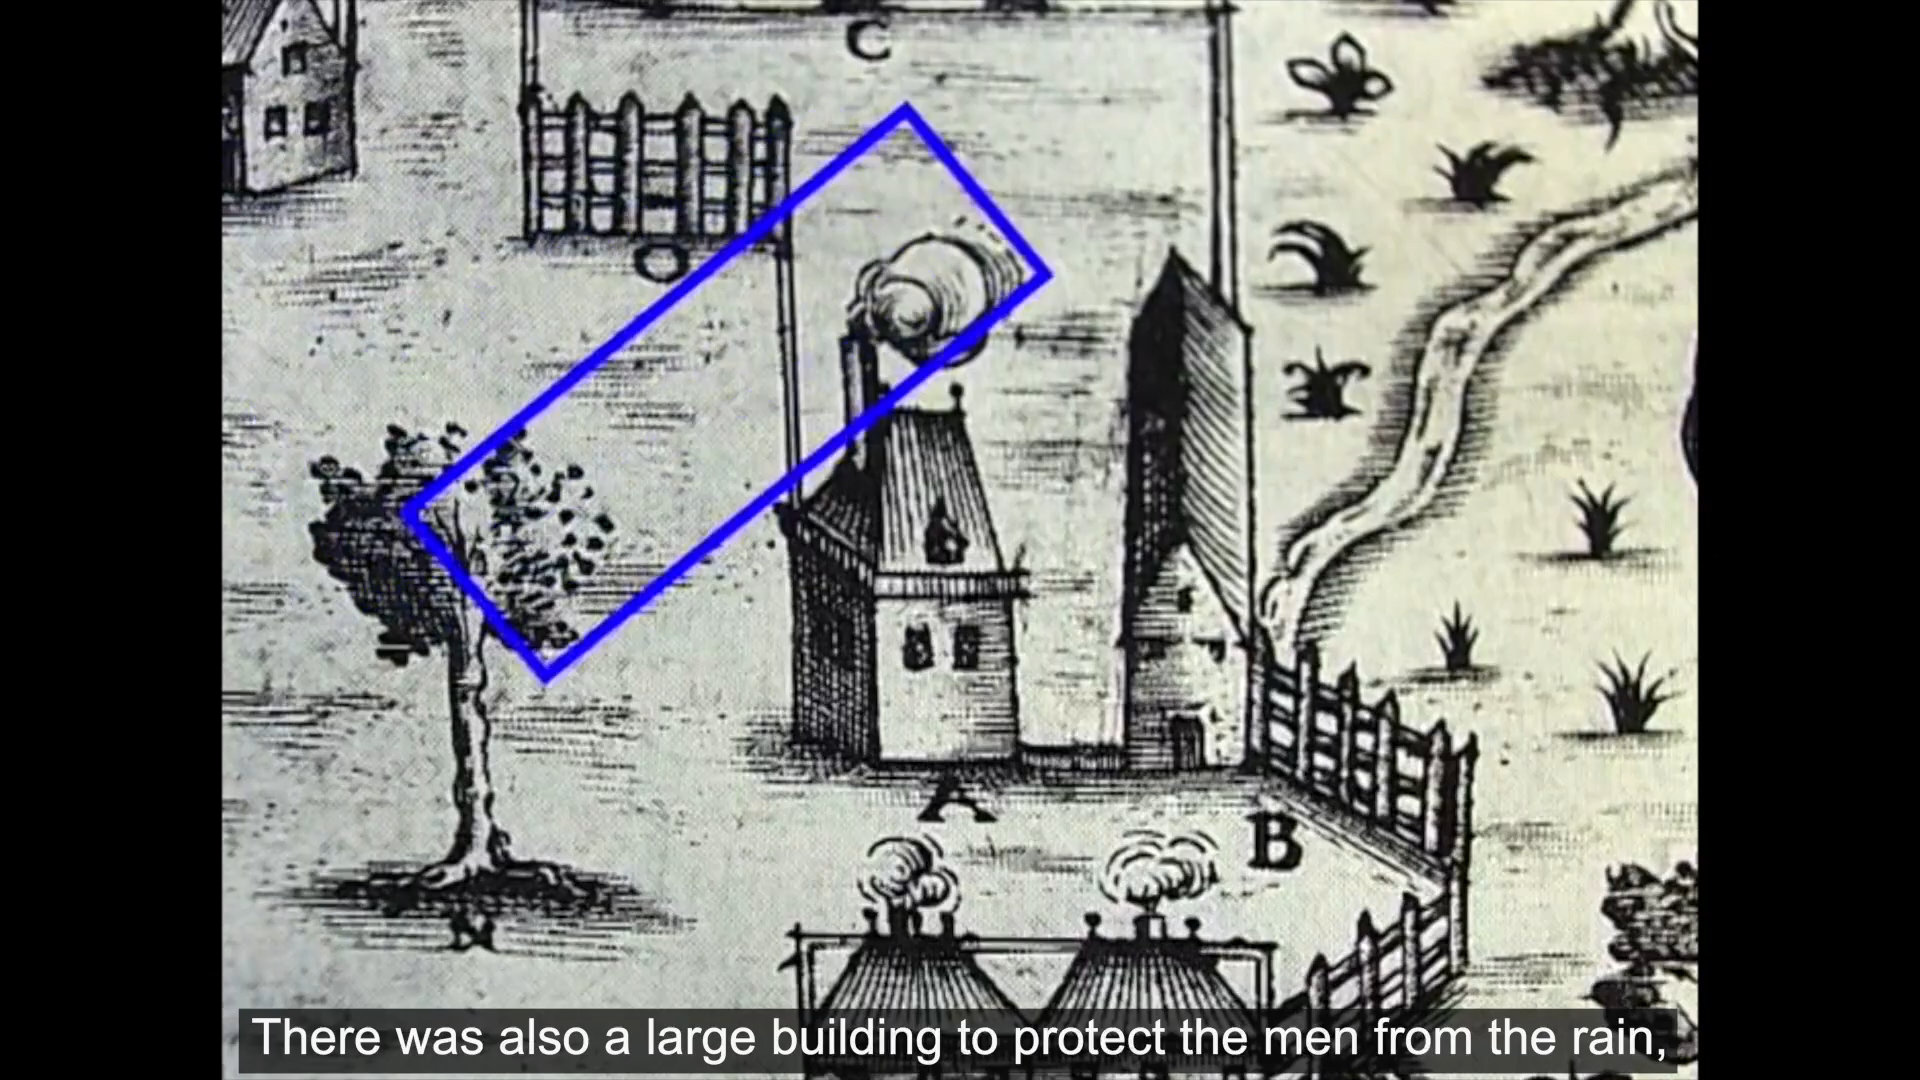 C
O
A
B
N
There was also a large building to protect the men from the rain,